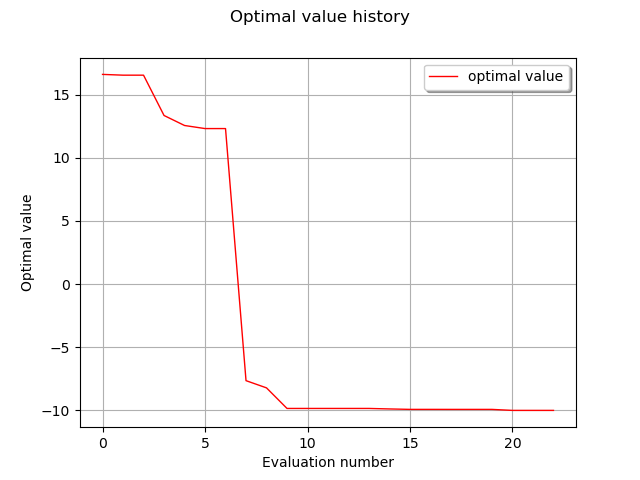 Optimal value history
optimal value
15
10
5
0
−5
−10
Optimal value
0 5 10 15 20
Evaluation number